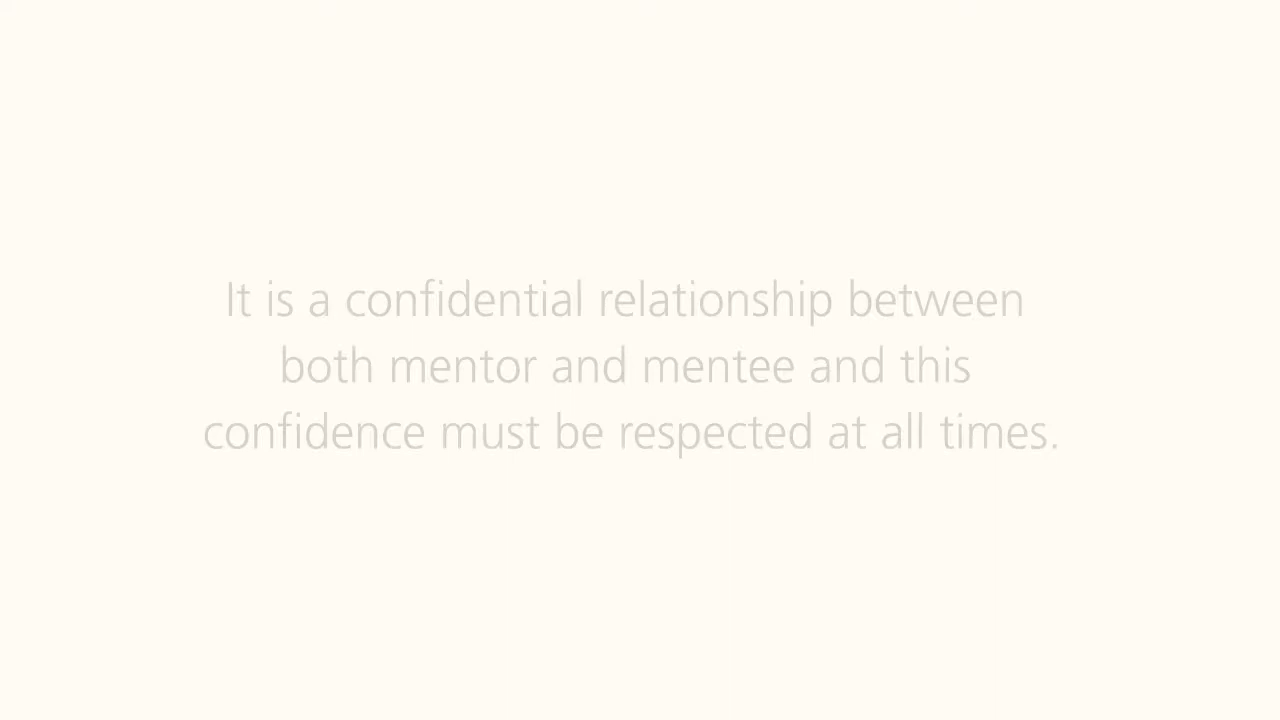 It is a confidential relationship between
both mentor and mentee and this
confidence must be respected at all times.